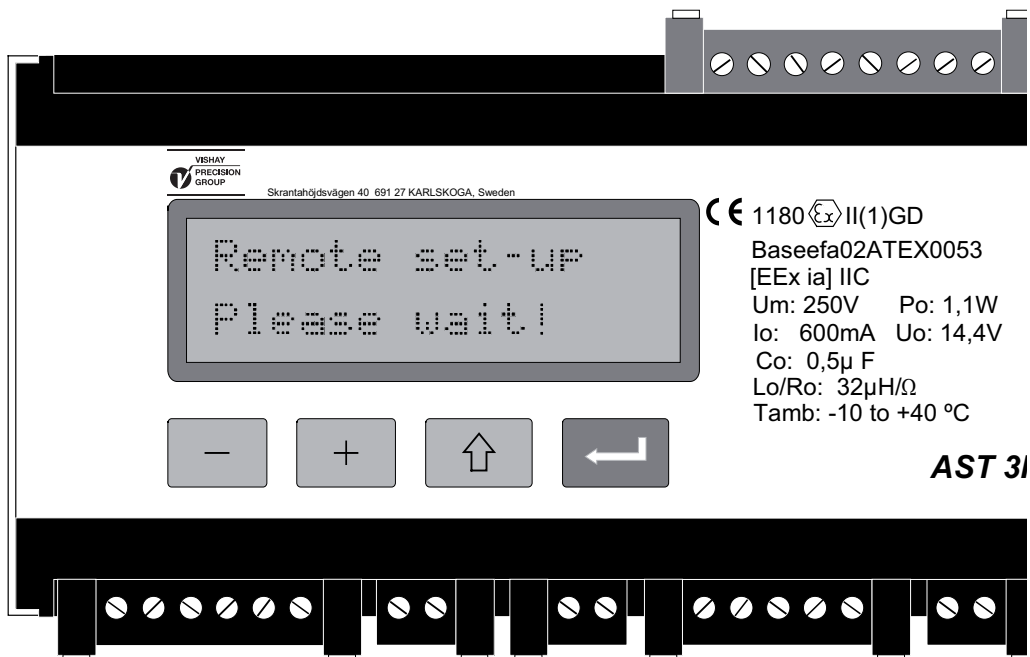 VISHAY
PRECISION
GROUP
Skrantahöjdsvägen 40 691 27 KARLSKOGA, Sweden
Remote set-up
Please wait!
- +
CE 1180 Ex II(1)GD
Baseefa02ATEX0053
[EEx ia] IIC
Um: 250V Po: 1,1W
Io: 600mA Uo: 14,4V
Co: 0,5µ F
Lo/Ro: 32µH/Ω
Tamb: -10 to +40 ºC
AST